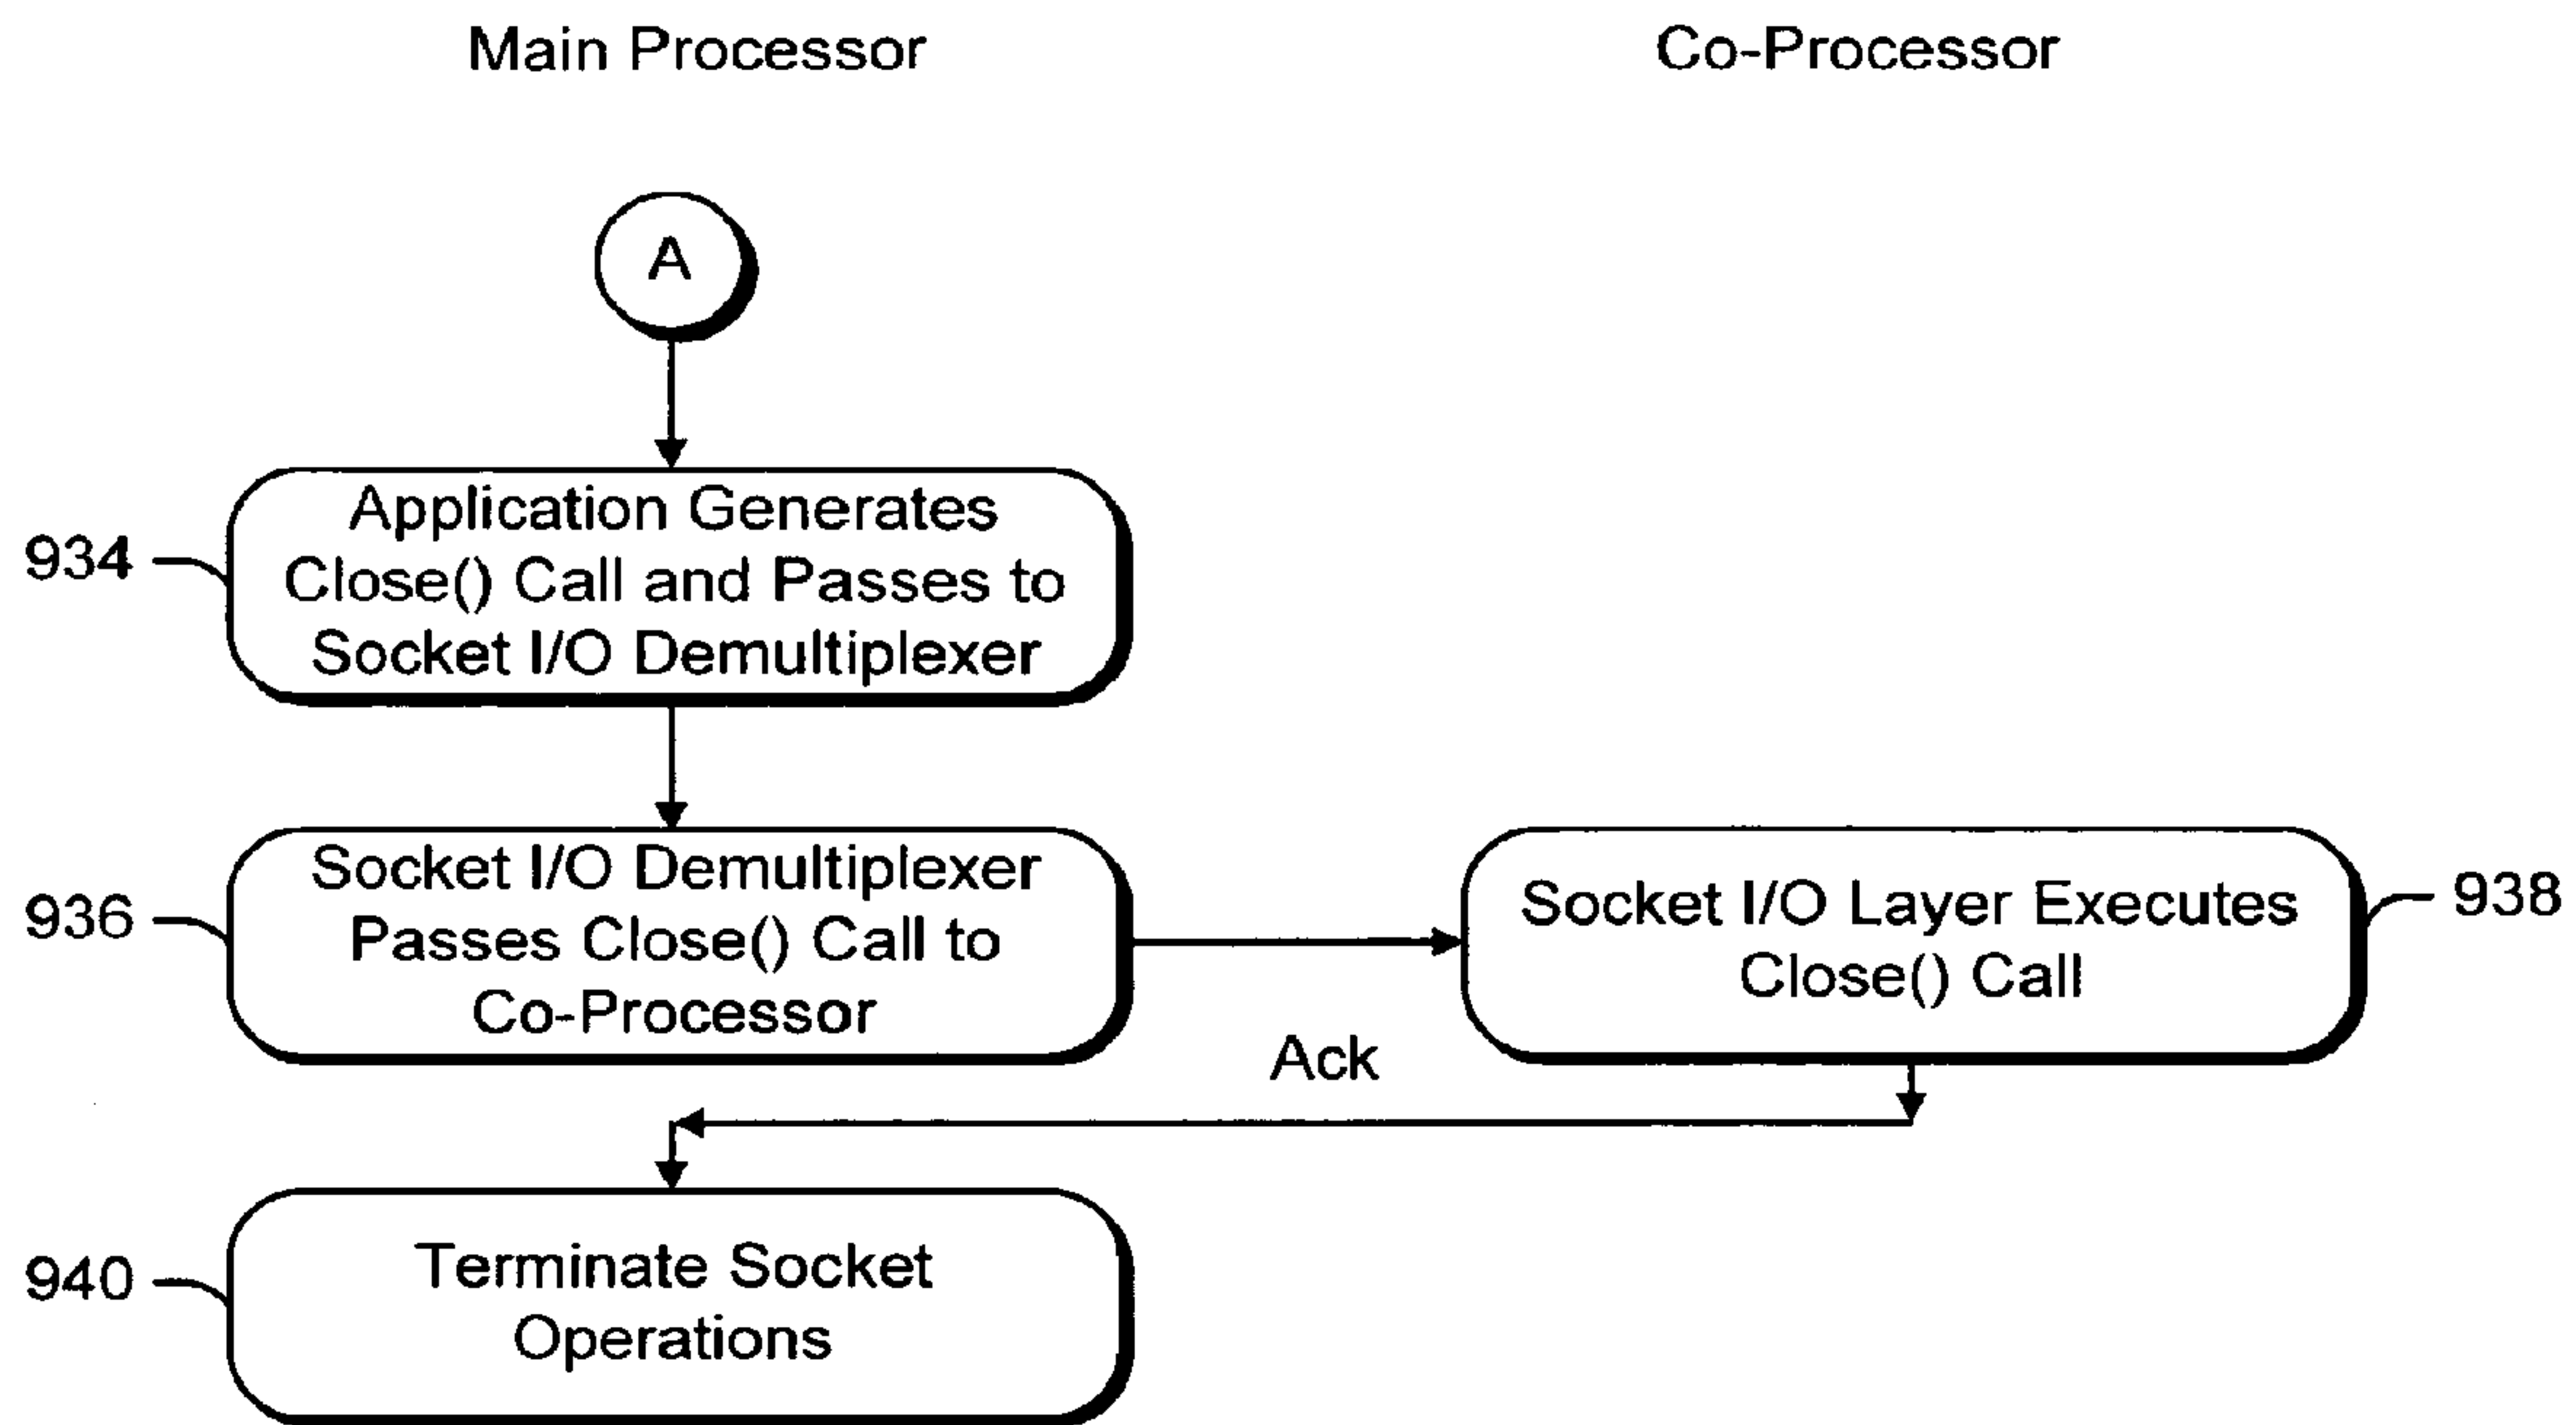 Main Processor
Co-Processor
A
934
Application Generates
Close() Call and Passes to
Socket I/O Demultiplexer
936
Socket I/O Demultiplexer
Passes Close() Call to
Co-Processor
Socket I/O Layer Executes
Close() Call
938
Ack
940
Terminate Socket
Operations